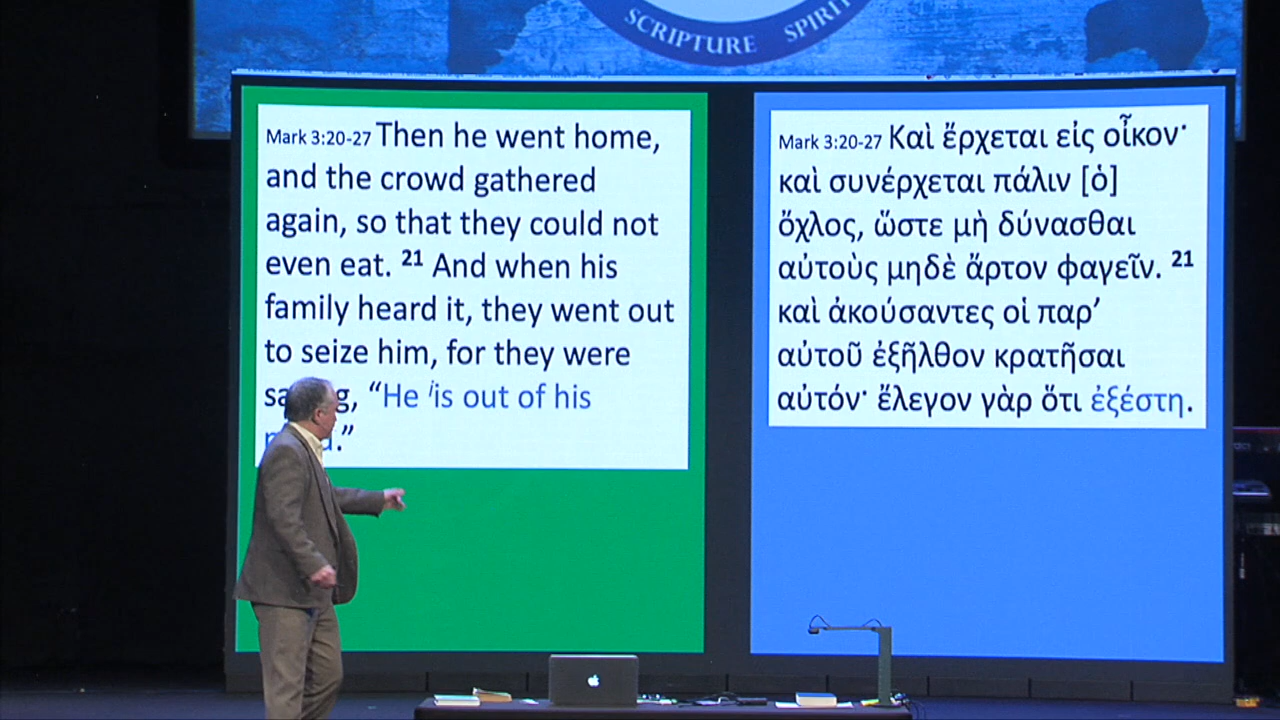 SCRIPTURE SPIRIT
Mark 3:20-27 Then he went home,
and the crowd gathered
again, so that they could not
even eat. 21 And when his
family heard it, they went out
to seize him, for they were
“He is out of his
.”
Mark 3:20-27 Καὶ ἔρχεται εἰς οἶκον·
καὶ συνέρχεται πάλιν [ὁ]
ὄχλος, ὥστε μὴ δύνασθαι
αὐτοὺς μηδὲ ἄρτον φαγεῖν. 21
καὶ ἀκούσαντες οἱ παρ’
αὐτοῦ ἐξῆλθον κρατῆσαι
αὐτόν· ἔλεγον γὰρ ὅτι ἐξέστη.